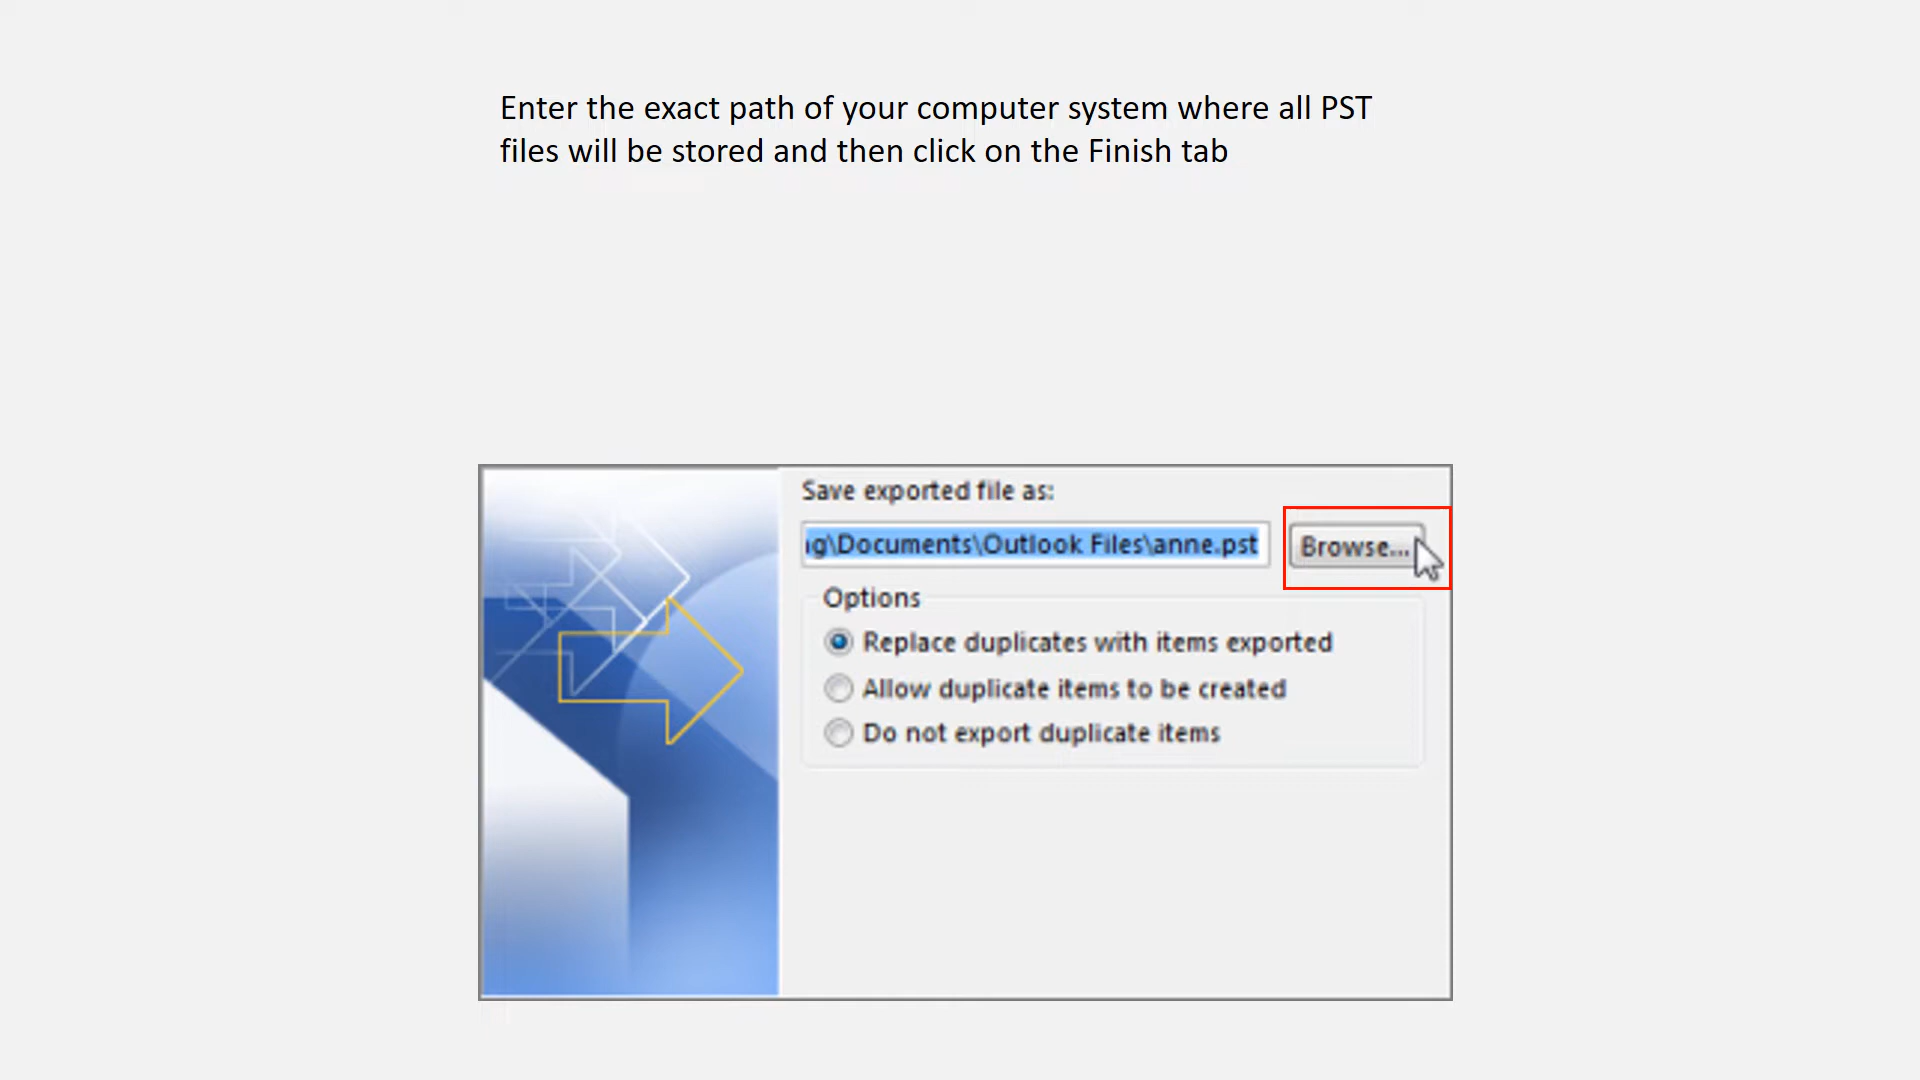 Enter the exact path of your computer system where all PST
files will be stored and then click on the Finish tab
Save exported file as:
g\Documents\Outlook Files\anne.pst
Browse...
Options
Replace duplicates with items exported
Allow duplicate items to be created
Do not export duplicate items